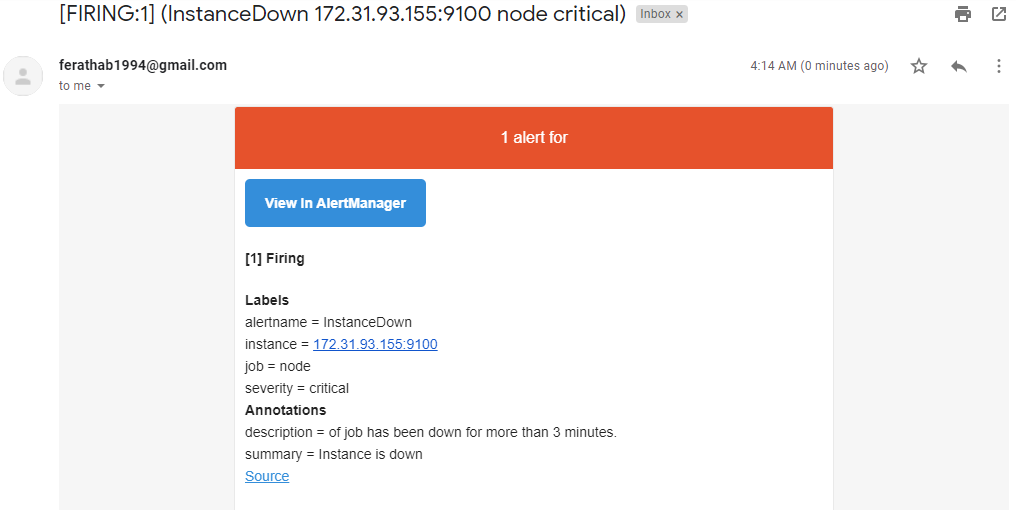 [FIRING:1] (InstanceDown 172.31.93.155:9100 node critical) Inbox ×
ferathab1994@gmail.com 4:14 AM (0 minutes ago)
to me
1 alert for
View In AlertManager
[1] Firing
Labels
alertname = InstanceDown
instance = 172.31.93.155:9100
job = node
severity = critical
Annotations
description = of job has been down for more than 3 minutes.
summary = Instance is down
Source